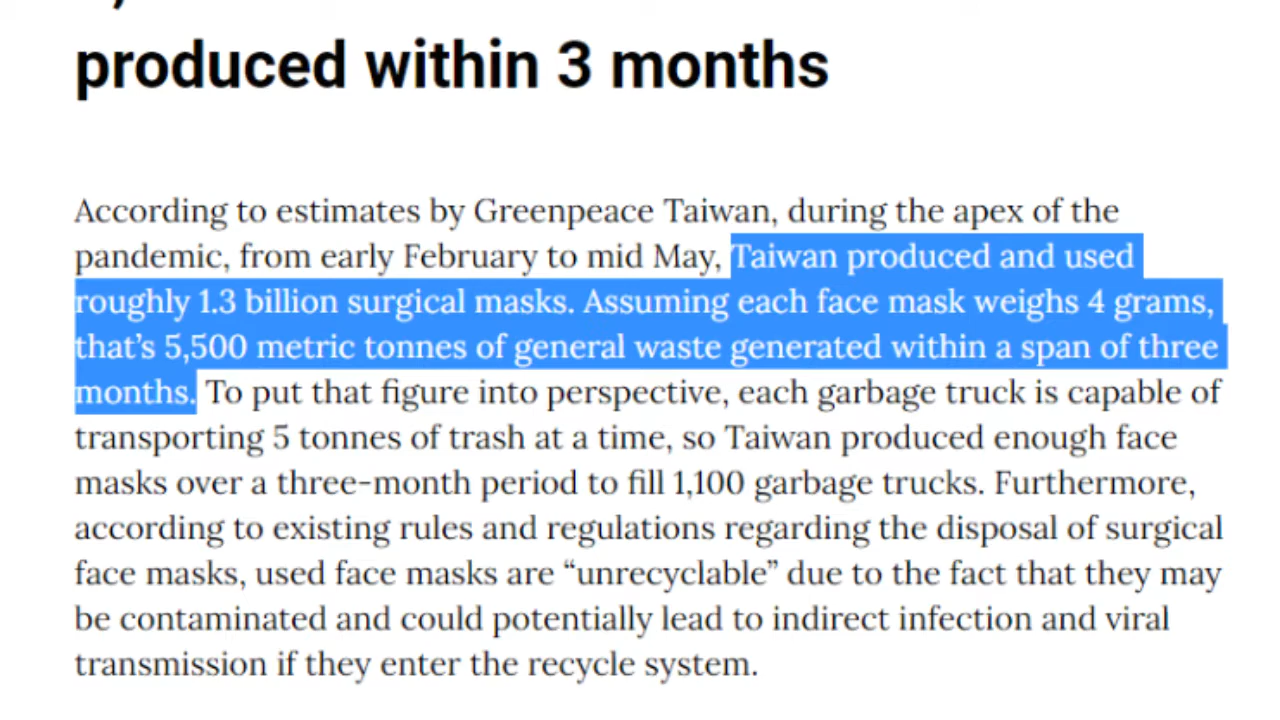 produced within 3 months
According to estimates by Greenpeace Taiwan, during the apex of the
pandemic, from early February to mid May, Taiwan produced and used
roughly 1.3 billion surgical masks. Assuming each face mask weighs 4 grams,
that’s 5,500 metric tonnes of general waste generated within a span of three
months. To put that figure into perspective, each garbage truck is capable of
transporting 5 tonnes of trash at a time, so Taiwan produced enough face
masks over a three-month period to fill 1,100 garbage trucks. Furthermore,
according to existing rules and regulations regarding the disposal of surgical
face masks, used face masks are “unrecyclable” due to the fact that they may
be contaminated and could potentially lead to indirect infection and viral
transmission if they enter the recycle system.